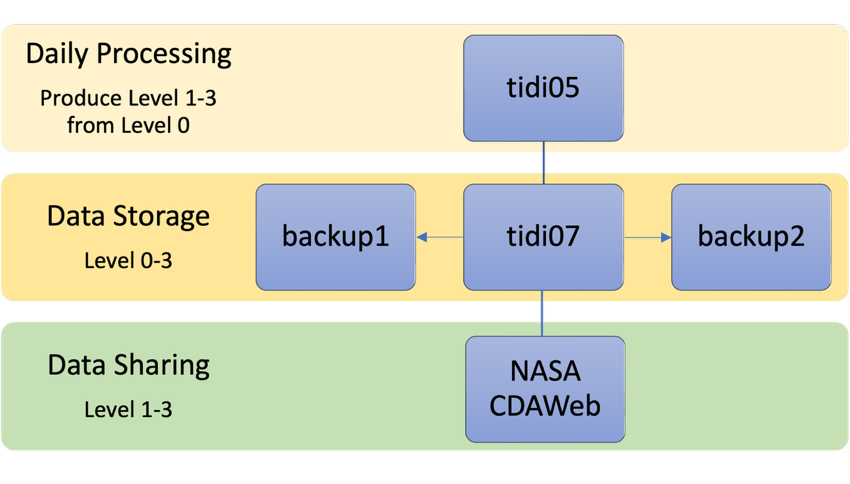 Daily Processing
Produce Level 1-3
from Level 0
tidi05
Data Storage
Level 0-3
backup1
tidi07
backup2
Data Sharing
Level 1-3
NASA
CDAWeb